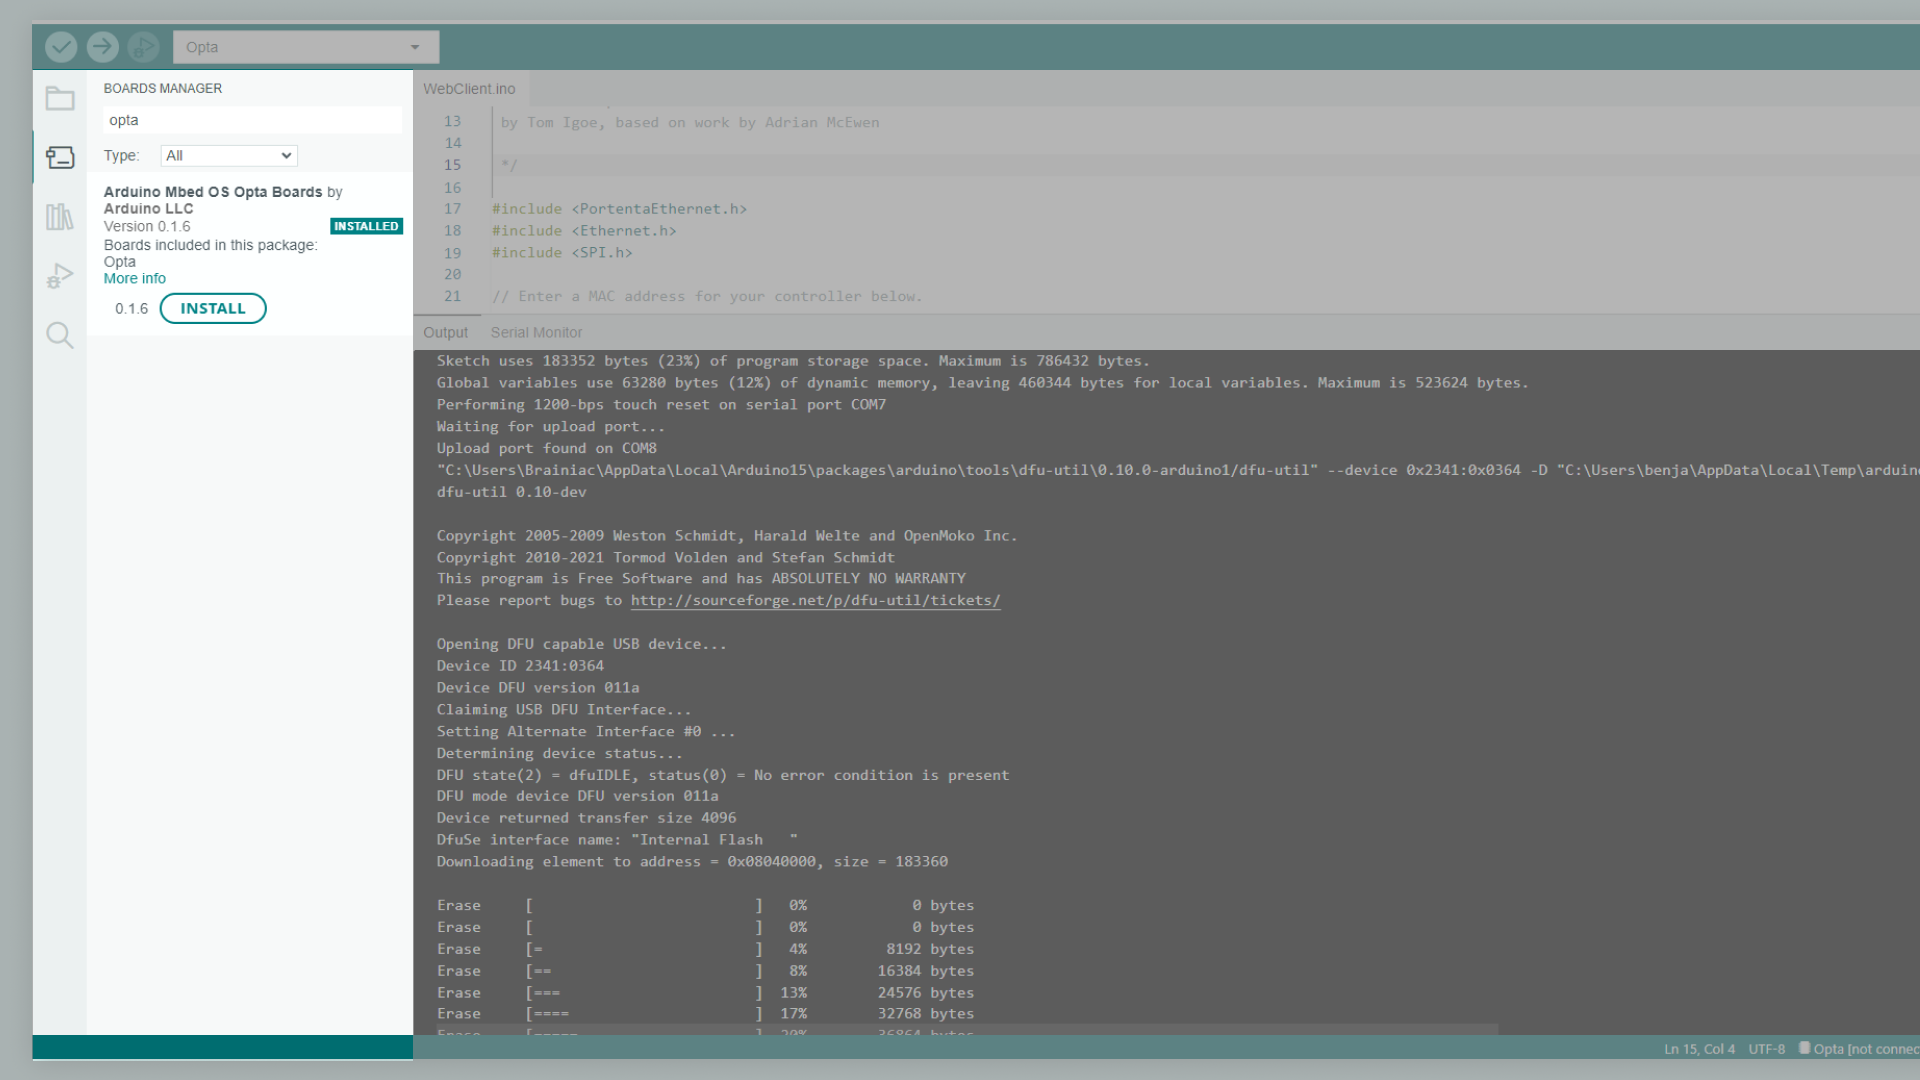 Opta
BOARDS MANAGER
opta
Type: All
Arduino Mbed OS Opta Boards by
Arduino LLC
Version 0.1.6 INSTALLED
Boards included in this package:
Opta
More info
0.1.6 INSTALL
WebClient.ino
13 by Tom Igoe, based on work by Adrian McEwen
14
15 */
16
17 #include <PortentaEthernet.h>
18 #include <Ethernet.h>
19 #include <SPI.h>
20
21 // Enter a MAC address for your controller below.
Output Serial Monitor
Sketch uses 183352 bytes (23%) of program storage space. Maximum is 786432 bytes.
Global variables use 63280 bytes (12%) of dynamic memory, leaving 460344 bytes for local variables. Maximum is 523624 bytes.
Performing 1200-bps touch reset on serial port COM7
Waiting for upload port...
Upload port found on COM8
"C:\Users\Brainiac\AppData\Local\Arduino15\packages\arduino\tools\dfu-util\0.10.0-arduino1/dfu-util" --device 0x2341:0x0364 -D "C:\Users\benja\AppData\Local\Temp\arduino
dfu-util 0.10-dev
Copyright 2005-2009 Weston Schmidt, Harald Welte and OpenMoko Inc.
Copyright 2010-2021 Tormod Volden and Stefan Schmidt
This program is Free Software and has ABSOLUTELY NO WARRANTY
Please report bugs to http://sourceforge.net/p/dfu-util/tickets/
Opening DFU capable USB device...
Device ID 2341:0364
Device DFU version 011a
Claiming USB DFU Interface...
Setting Alternate Interface #0 ...
Determining device status...
DFU state(2) = dfuIDLE, status(0) = No error condition is present
DFU mode device DFU version 011a
Device returned transfer size 4096
DfuSe interface name: "Internal Flash   "
Downloading element to address = 0x08040000, size = 183360
Erase [ ] 0% 0 bytes
Erase [ ] 0% 0 bytes
Erase [= ] 4% 8192 bytes
Erase [== ] 8% 16384 bytes
Erase [=== ] 13% 24576 bytes
Erase [==== ] 17% 32768 bytes
Erase [===== ] 20% 36864 bytes
Ln 15, Col 4 UTF-8 Opta [not connec